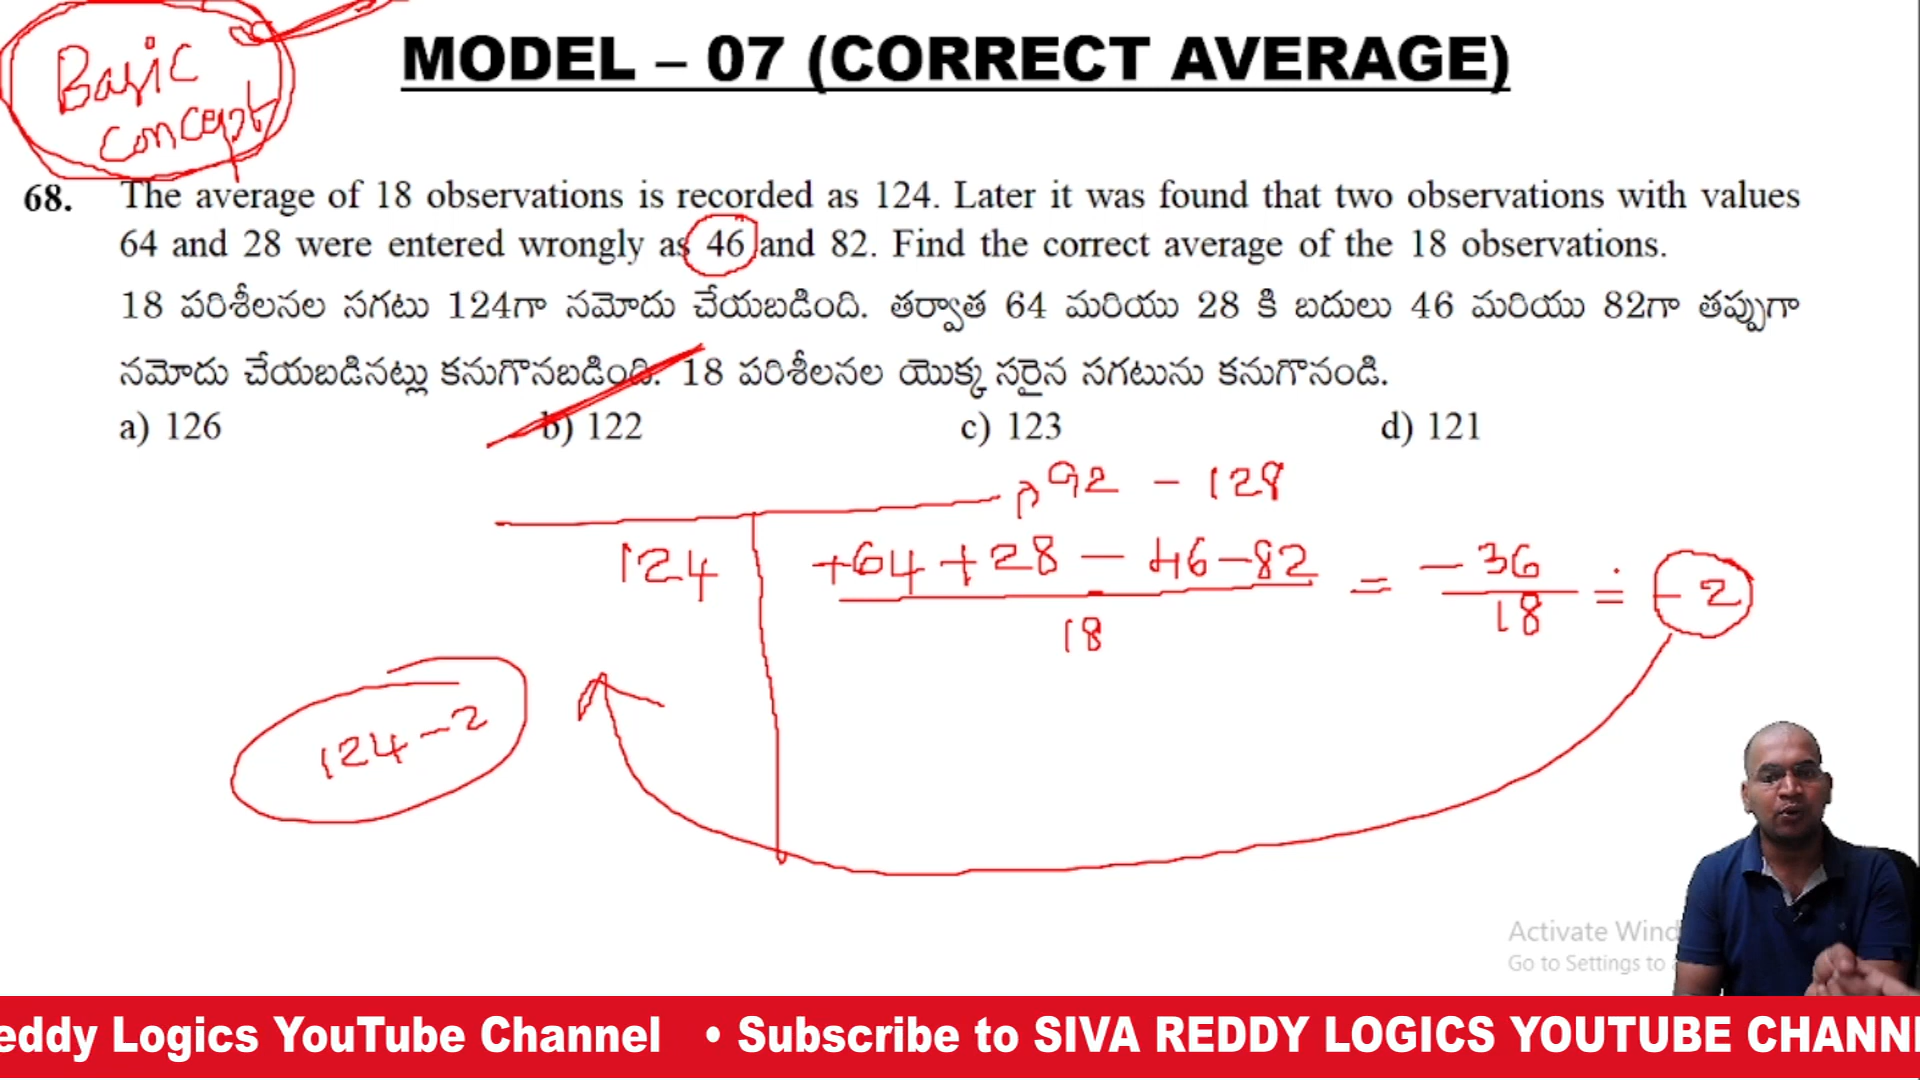 Basic
concept
MODEL – 07 (CORRECT AVERAGE)
68. The average of 18 observations is recorded as 124. Later it was found that two observations with values
64 and 28 were entered wrongly as 46 and 82. Find the correct average of the 18 observations.
18 పరిశీలనల సగటు 124గా నమోదు చేయబడింది. తర్వాత 64 మరియు 28 కి బదులు 46 మరియు 82గా తప్పుగా
నమోదు చేయబడినట్లు కనుగొనబడింది. 18 పరిశీలనల యొక్క సరైన సగటును కనుగొనండి.
a) 126 b) 122 c) 123 d) 121
92 - 128
124 +64+28-46-82 = -36 = -2
18 18
124-2
Activate Wind
Go to Settings to
eddy Logics YouTube Channel • Subscribe to SIVA REDDY LOGICS YOUTUBE CHANN